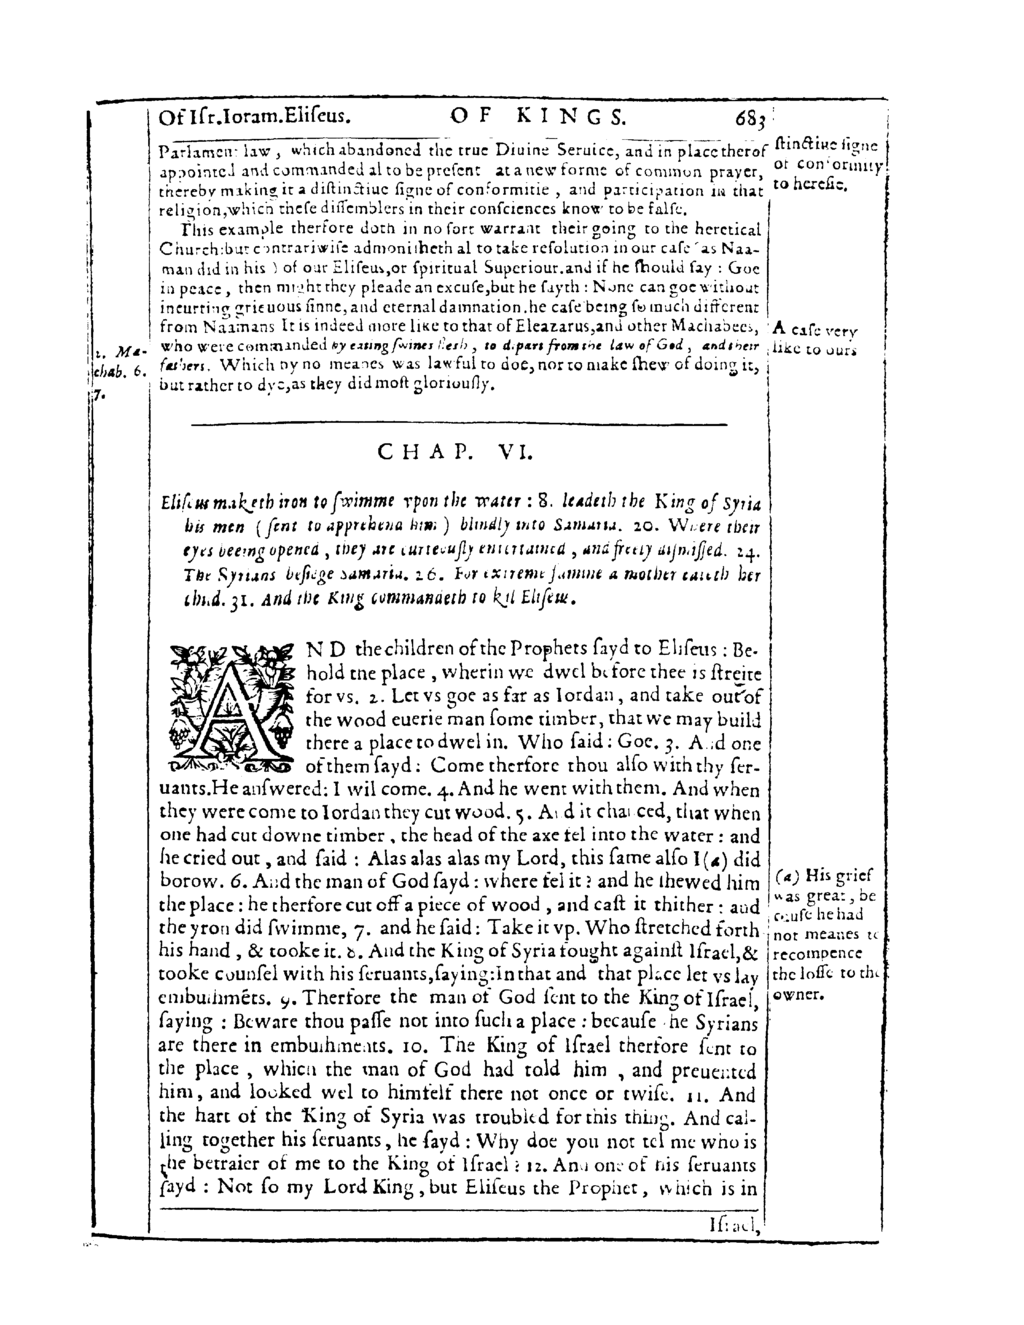 Of Iſr.Ioram.Eliſeus. OF KINGS. 683
Parlament law, which abandoned the true Diuine Seruice, and in place therof
appointed and commanded al to be preſent at a new forme of common prayer,
thereby making it a diſtinctiue ſigne of conformitie, and participation in that
religion, which theſe diſſemblers in their conſciences know to be falſe.
This example therfore doth in no ſort warrant their going to the heretical
Church: but contrariwiſe admoniſheth al to take reſolution in our caſe (as Naa-
man did in his) of our Eliſeus, or ſpiritual Superiour. and if he ſhould ſay: Goe
in peace, then might they pleade an excuſe, but he ſayth: None can goe without
incurring grieuous ſinne, and eternal damnation. he caſe being ſo much different
from Naamans It is indeed more like to that of Eleazarus, and other Machabees,
who were commanded by eating ſwines fleſh, to depart from the law of God, and their
fathers. Which by no meanes was lawful to doe, nor to make ſhew of doing it,
but rather to dye, as they did moſt gloriouſly.
ſtinctiue ſigne
of conformity
to hereſie.
A caſe very
like to ours
2. Ma-
chab. 6.
7.
CHAP. VI.
Eliſeus maketh iron to ſwimme vpon the water: 8. leadeth the King of Syria
his men (ſent to apprehend him) blindly into Samaria. 20. Where their
eyes beeing opened, they are curteouſly entertained, and freely diſmiſſed. 24.
The Syrians beſiege Samaria. 26. For extreme famine a mother eateth her
child. 31. And the King commandeth to kil Eliſeus.
AND the children of the Prophets ſayd to Eliſeus: Be-
hold the place, wherin we dwel before thee is ſtreite
for vs. 2. Let vs goe as far as Iordan, and take out of
the wood euerie man ſome timber, that we may build
there a place to dwel in. Who ſaid: Goe. 3. And one
of them ſayd: Come therfore thou alſo with thy ſer-
uants. He anſwered: I wil come. 4. And he went with them. And when
they were come to Iordan they cut wood. 5. And it chanced, that when
one had cut downe timber, the head of the axe fel into the water: and
he cried out, and ſaid: Alas alas alas my Lord, this ſame alſo I (a) did
borow. 6. And the man of God ſayd: where fel it? and he ſhewed him
the place: he therfore cut off a piece of wood, and caſt it thither: and
the yron did ſwimme, 7. and he ſaid: Take it vp. Who ſtretched forth
his hand, & tooke it. 8. And the King of Syria fought againſt Iſrael, &
tooke counſel with his ſeruants, ſaying: In that and that place let vs lay
embuſhmēts. 9. Therfore the man of God ſent to the King of Iſrael,
ſaying: Beware thou paſſe not into ſuch a place: becauſe he Syrians
are there in embuſhments. 10. The King of Iſrael therfore ſent to
the place, which the man of God had told him, and preuented
him, and looked wel to himſelf there not once or twiſe. 11. And
the hart of the King of Syria was troubled for this thing. And cal-
ling together his ſeruants, he ſayd: Why doe you not tel me who is
the betraier of me to the King of Iſrael? 12. And one of his ſeruants
ſayd: Not ſo my Lord King, but Eliſeus the Prophet, which is in
(a) His grief
was great, be
cauſe he had
not meanes to
recompence
the loſſe to the
owner.
Iſrael,